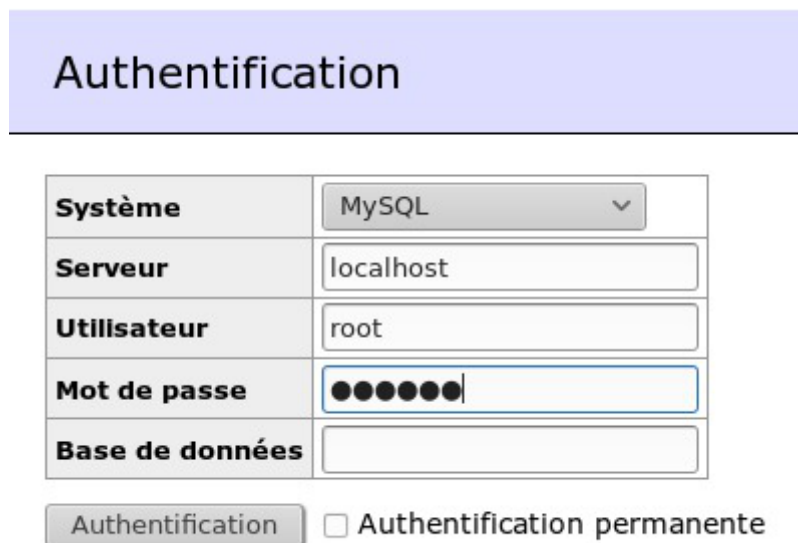 Authentification
Système MySQL
Serveur localhost
Utilisateur root
Mot de passe ●●●●●●
Base de données
Authentification Authentification permanente